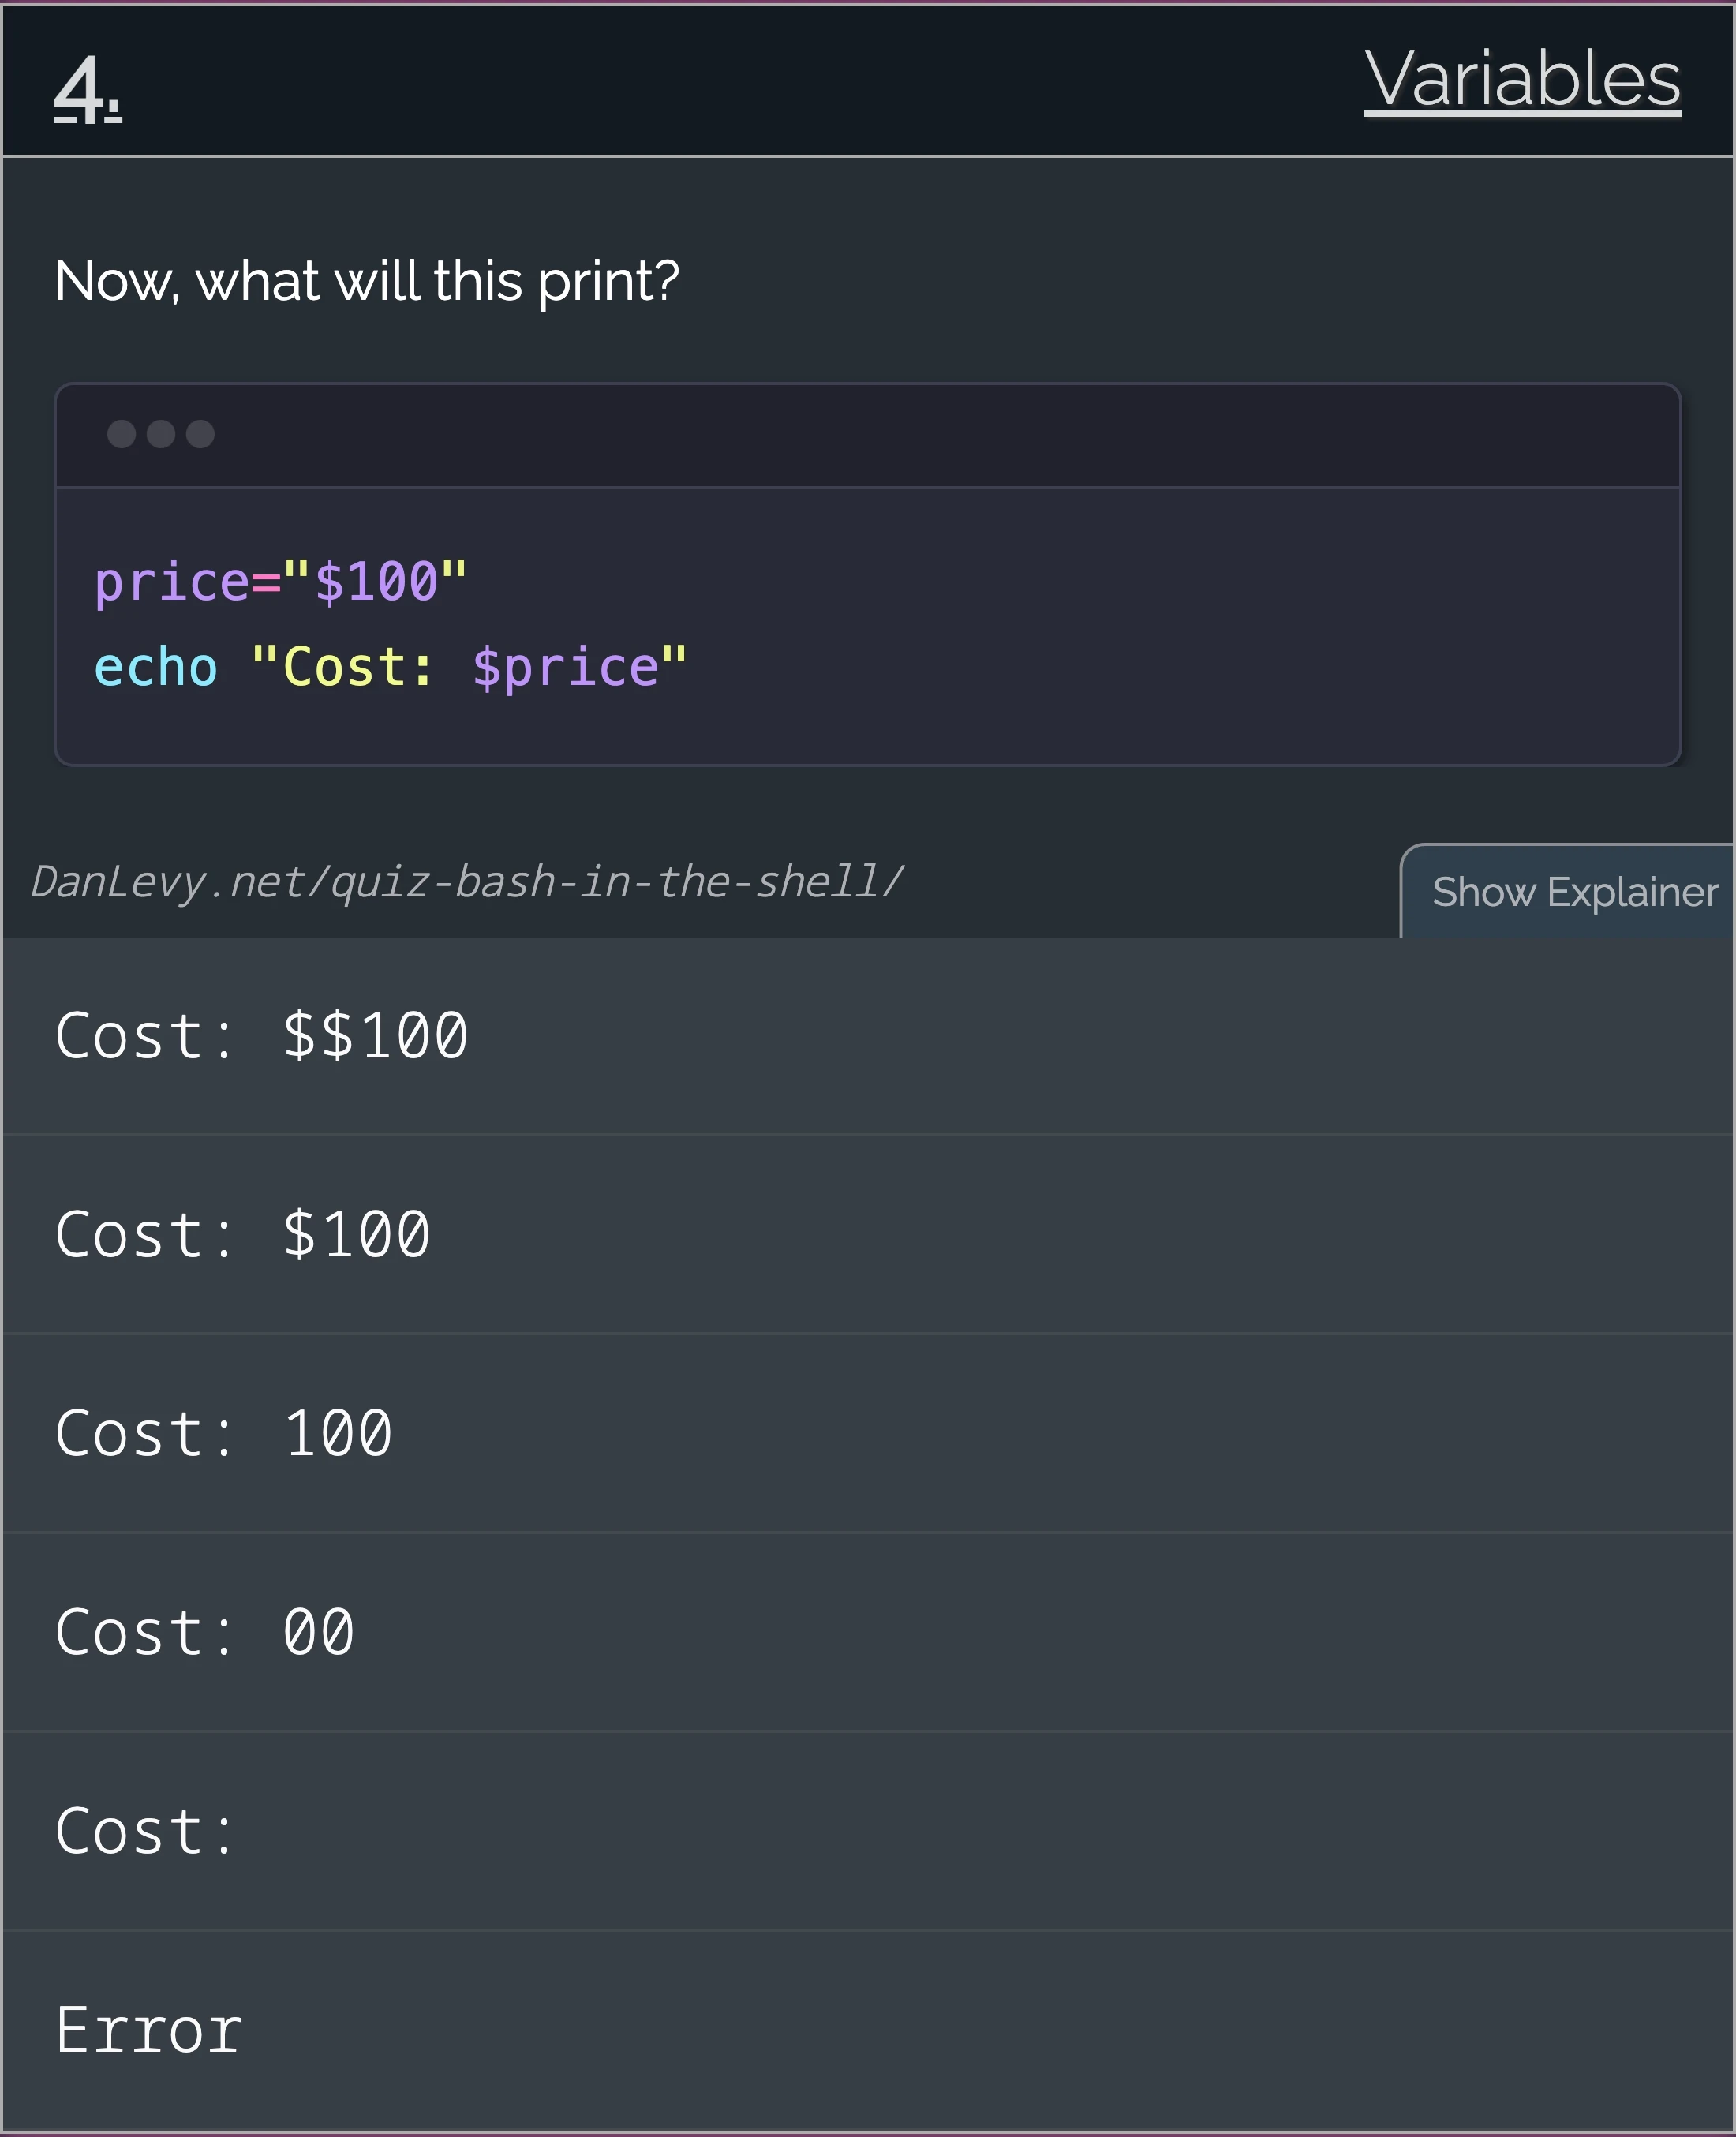 4.
Variables
Now, what will this print?
price="$100"
echo "Cost: $price"
DanLevy.net/quiz-bash-in-the-shell/
Show Explainer
Cost: $$100
Cost: $100
Cost: 100
Cost: 00
Cost:
Error